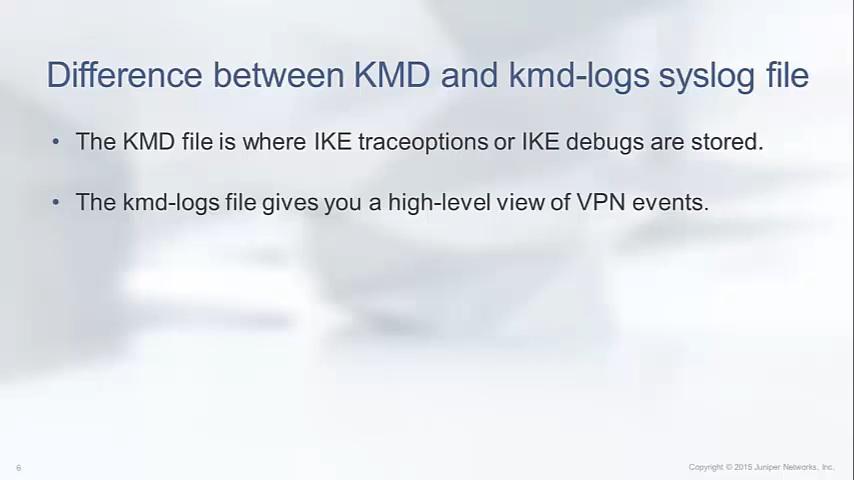 Difference between KMD and kmd-logs syslog file
• The KMD file is where IKE traceoptions or IKE debugs are stored.
• The kmd-logs file gives you a high-level view of VPN events.
6
Copyright © 2015 Juniper Networks, Inc.